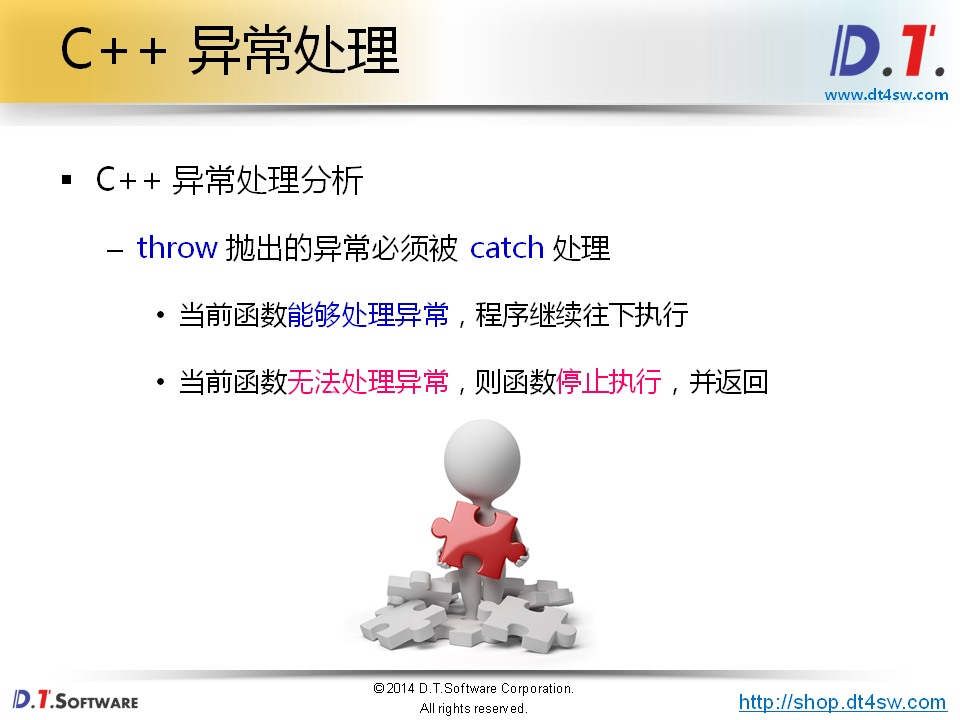 C++ 异常处理
D.T.
www.dt4sw.com
▪ C++ 异常处理分析
– throw 抛出的异常必须被 catch 处理
• 当前函数能够处理异常，程序继续往下执行
• 当前函数无法处理异常，则函数停止执行，并返回
D.T.SOFTWARE
©2014 D.T.Software Corporation.
All rights reserved.
http://shop.dt4sw.com